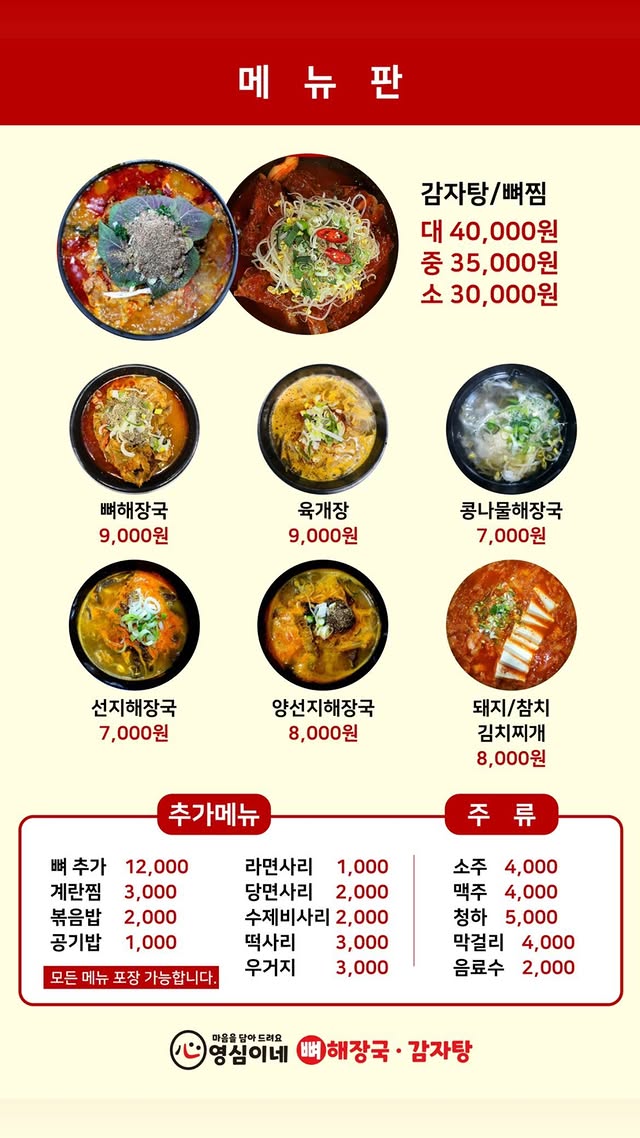 메 뉴 판
감자탕/뼈찜
대 40,000원
중 35,000원
소 30,000원
뼈해장국
9,000원
육개장
9,000원
콩나물해장국
7,000원
선지해장국
7,000원
양선지해장국
8,000원
돼지/참치
김치찌개
8,000원
추가메뉴
뼈 추가 12,000
계란찜 3,000
볶음밥 2,000
공기밥 1,000
모든 메뉴 포장 가능합니다.
라면사리 1,000
당면사리 2,000
수제비사리 2,000
떡사리 3,000
우거지 3,000
주 류
소주 4,000
맥주 4,000
청하 5,000
막걸리 4,000
음료수 2,000
마음을 담아 드려요
心 영심이네 뼈해장국 · 감자탕